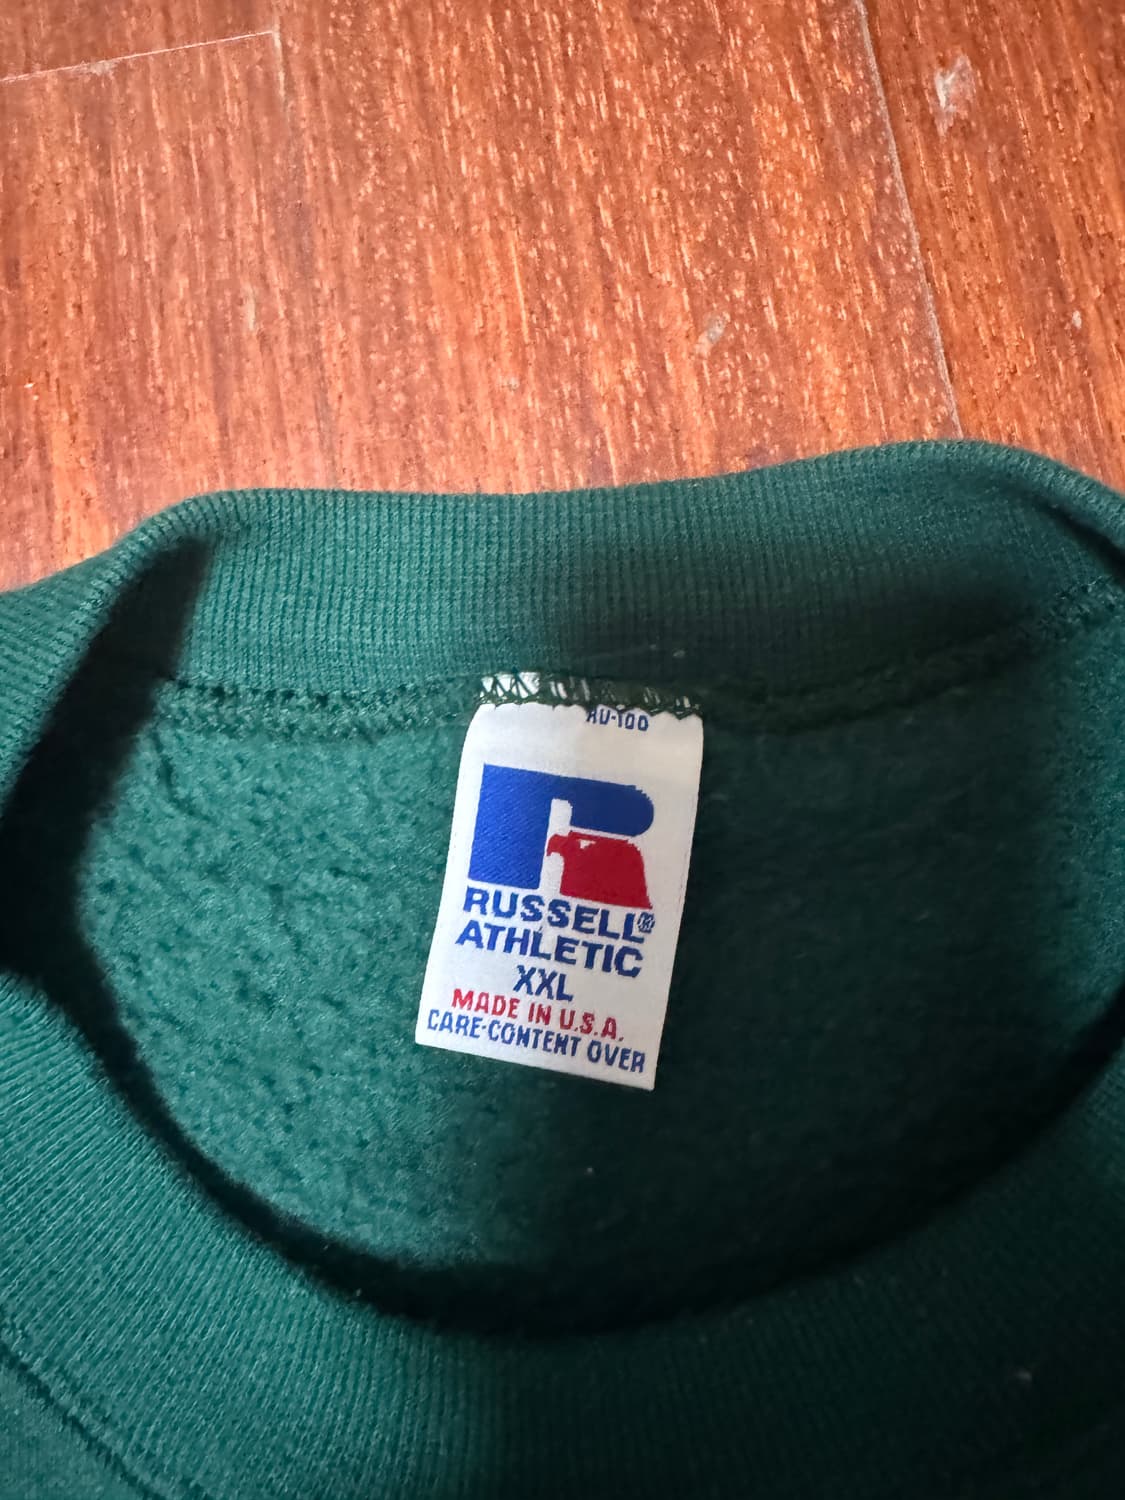 RU-100
RUSSELL®
ATHLETIC
XXL
MADE IN U.S.A.
CARE-CONTENT OVER